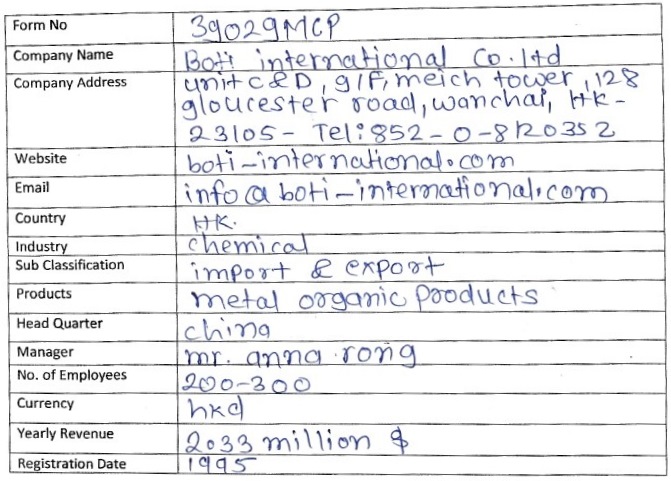 Form No 39029MCP
Company Name Boti international Co. ltd
Company Address unit C&D, 9/F, meich tower, 128
gloucester road, wanchai, HK-
23105- Tel: 852-0-8120352
Website boti-international.com
Email info@boti-international.com
Country HK.
Industry chemical
Sub Classification import & export
Products metal organic products
Head Quarter china
Manager mr. anna rong
No. of Employees 200-300
Currency hkd
Yearly Revenue 2.33 million $
Registration Date 1995